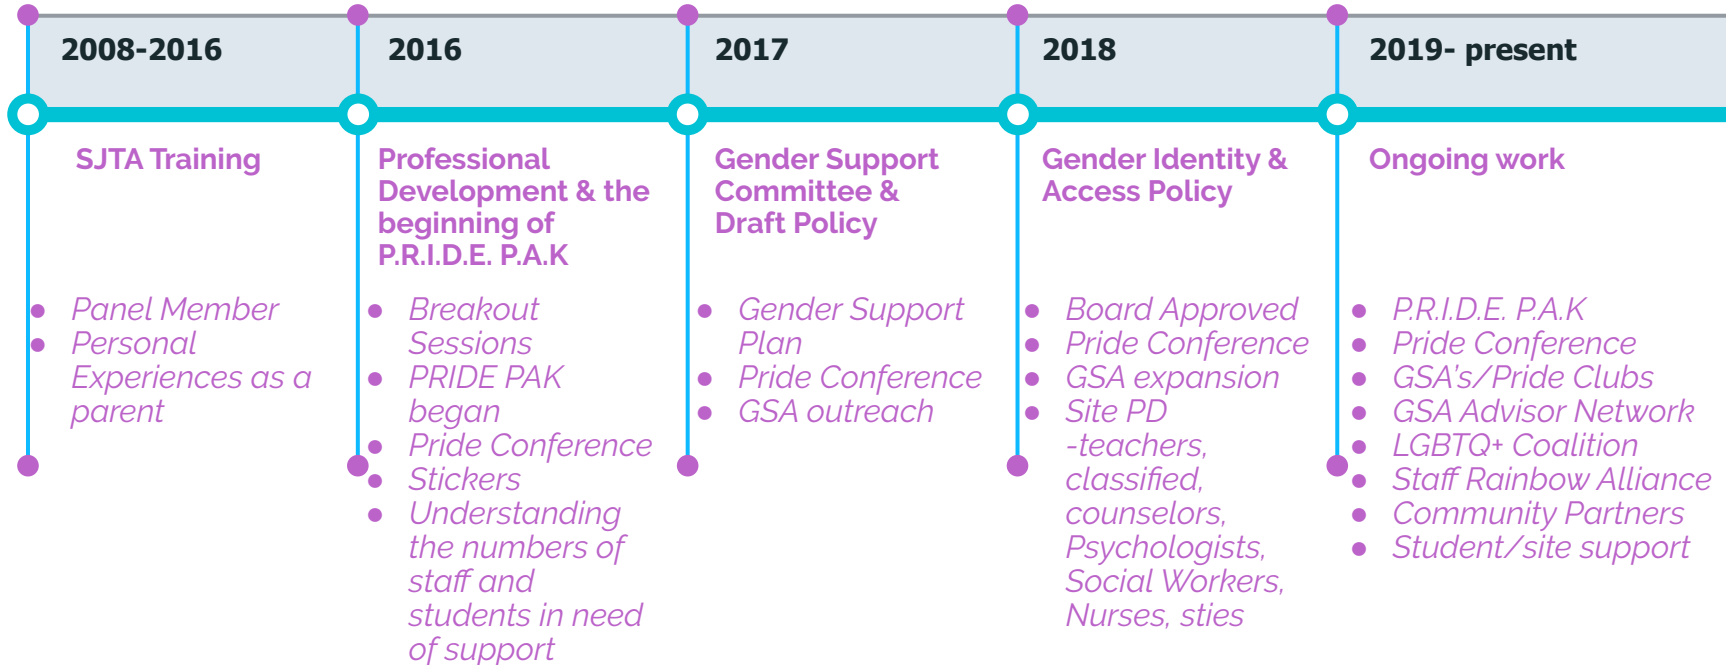 2008-2016
SJTA Training
● Panel Member
● Personal
Experiences as a
parent
2016
Professional
Development & the
beginning of
P.R.I.D.E. P.A.K
● Breakout
Sessions
● PRIDE PAK
began
● Pride Conference
● Stickers
● Understanding
the numbers of
staff and
students in need
of support
2017
Gender Support
Committee &
Draft Policy
● Gender Support
Plan
● Pride Conference
● GSA outreach
2018
Gender Identity &
Access Policy
● Board Approved
● Pride Conference
● GSA expansion
● Site PD
-teachers,
classified,
counselors,
Psychologists,
Social Workers,
Nurses, sties
2019- present
Ongoing work
● P.R.I.D.E. P.A.K
● Pride Conference
● GSA's/Pride Clubs
● GSA Advisor Network
● LGBTQ+ Coalition
● Staff Rainbow Alliance
● Community Partners
● Student/site support